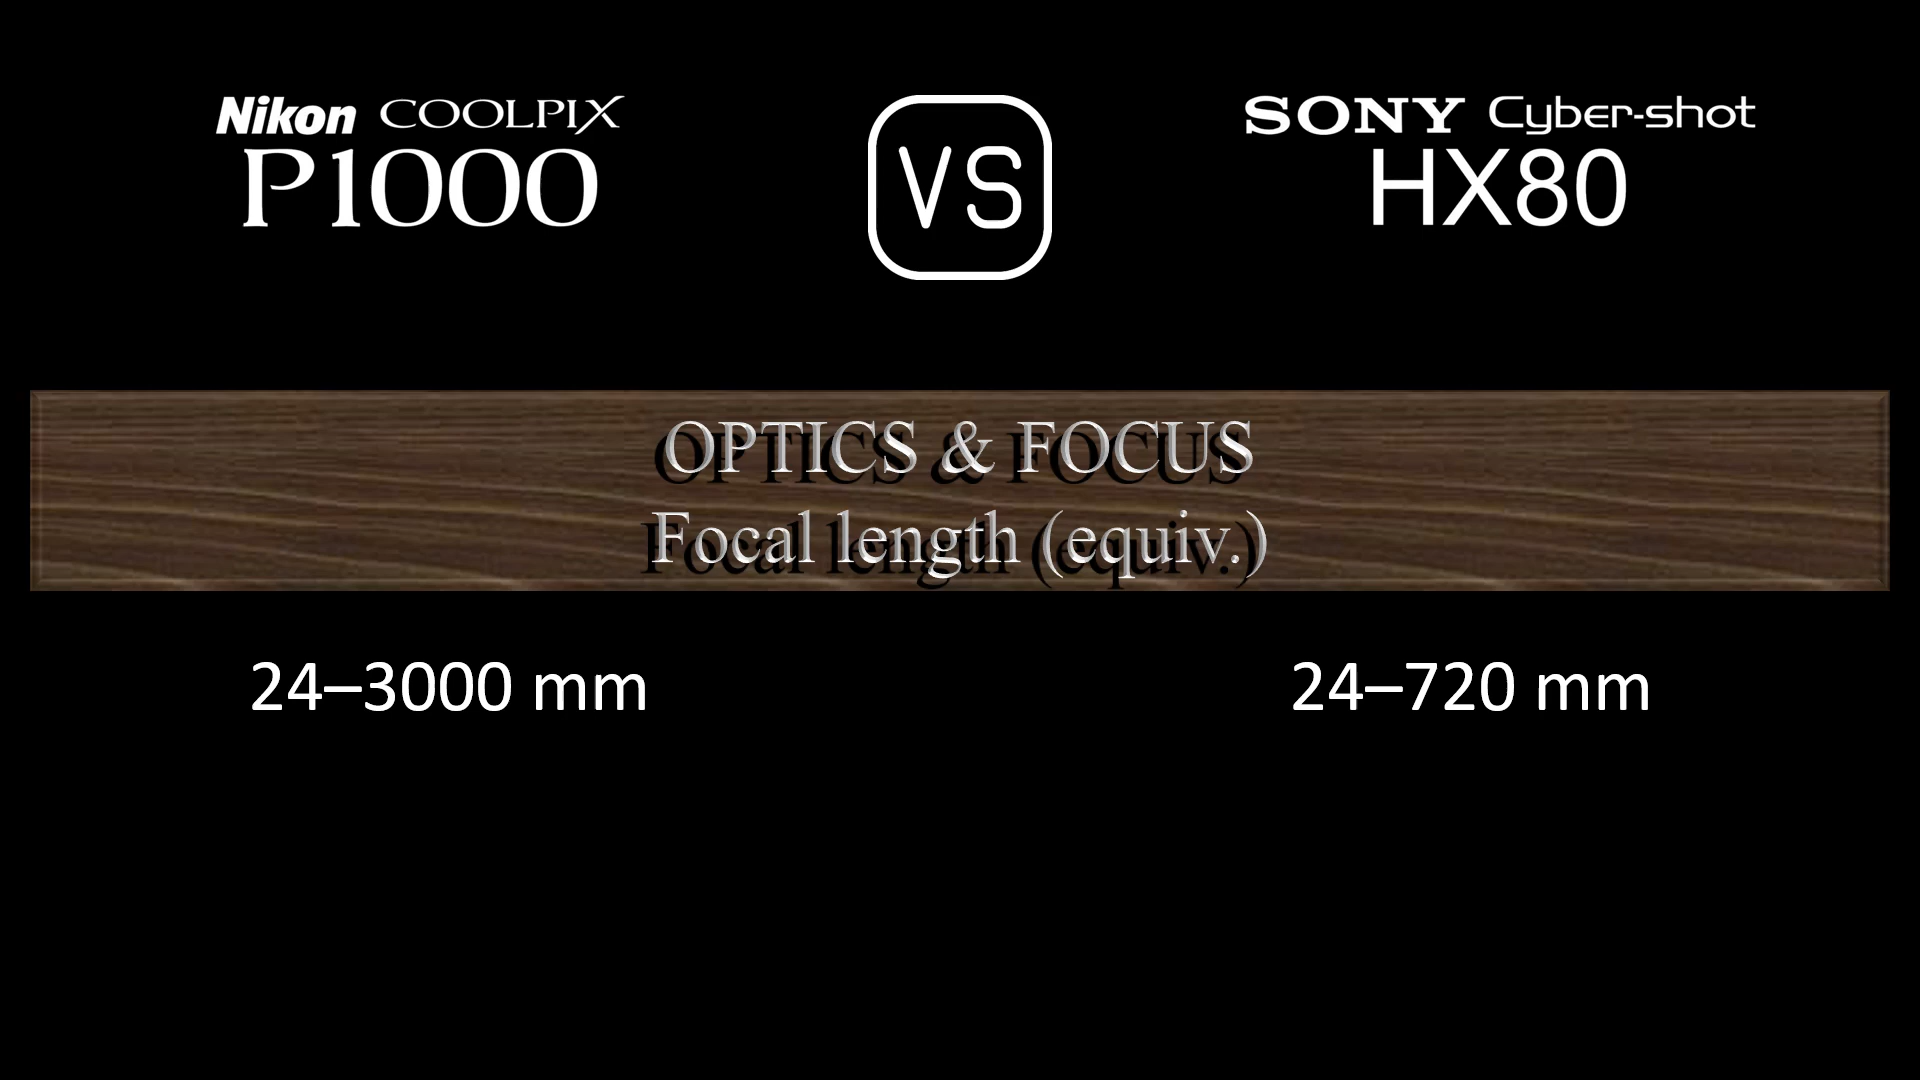 Nikon COOLPIX
P1000
VS
SONY Cyber-shot
HX80
OPTICS & FOCUS
Focal length (equiv.)
24–3000 mm
24–720 mm